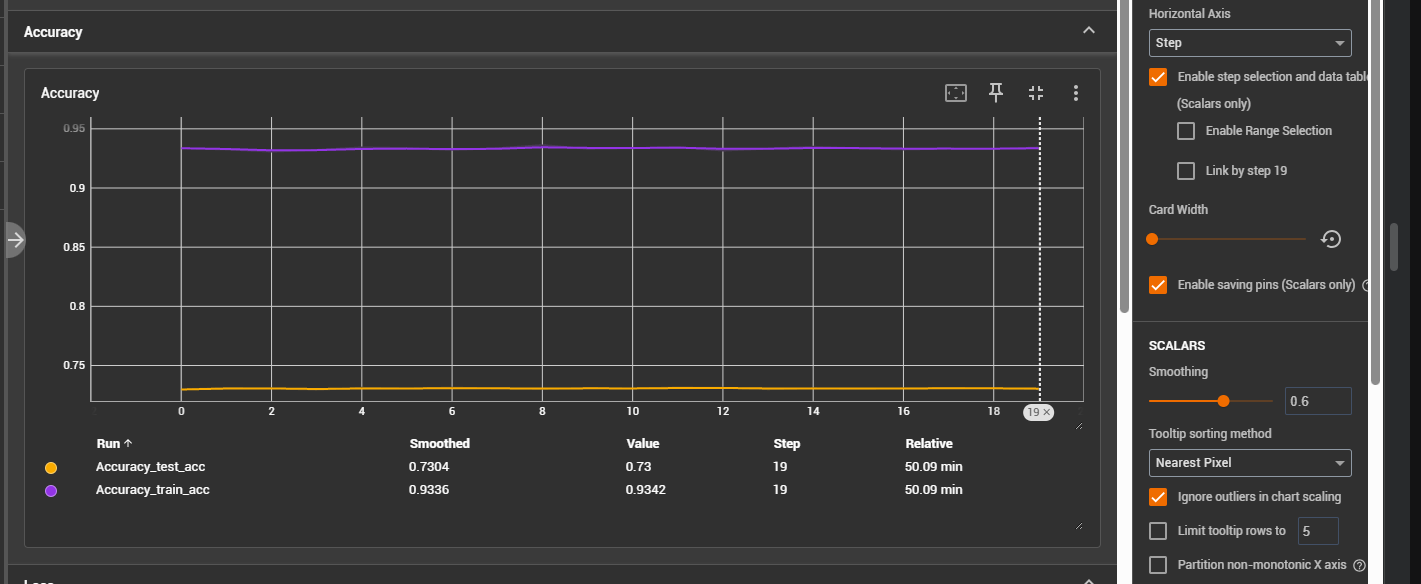 Accuracy
Accuracy
0.95
0.9
0.85
0.8
0.75
0 2 4 6 8 10 12 14 16 18 19
Run Smoothed Value Step Relative
Accuracy_test_acc 0.7304 0.73 19 50.09 min
Accuracy_train_acc 0.9336 0.9342 19 50.09 min
Horizontal Axis
Step
Enable step selection and data table
(Scalars only)
Enable Range Selection
Link by step 19
Card Width
Enable saving pins (Scalars only)
SCALARS
Smoothing
0.6
Tooltip sorting method
Nearest Pixel
Ignore outliers in chart scaling
Limit tooltip rows to 5
Partition non-monotonic X axis